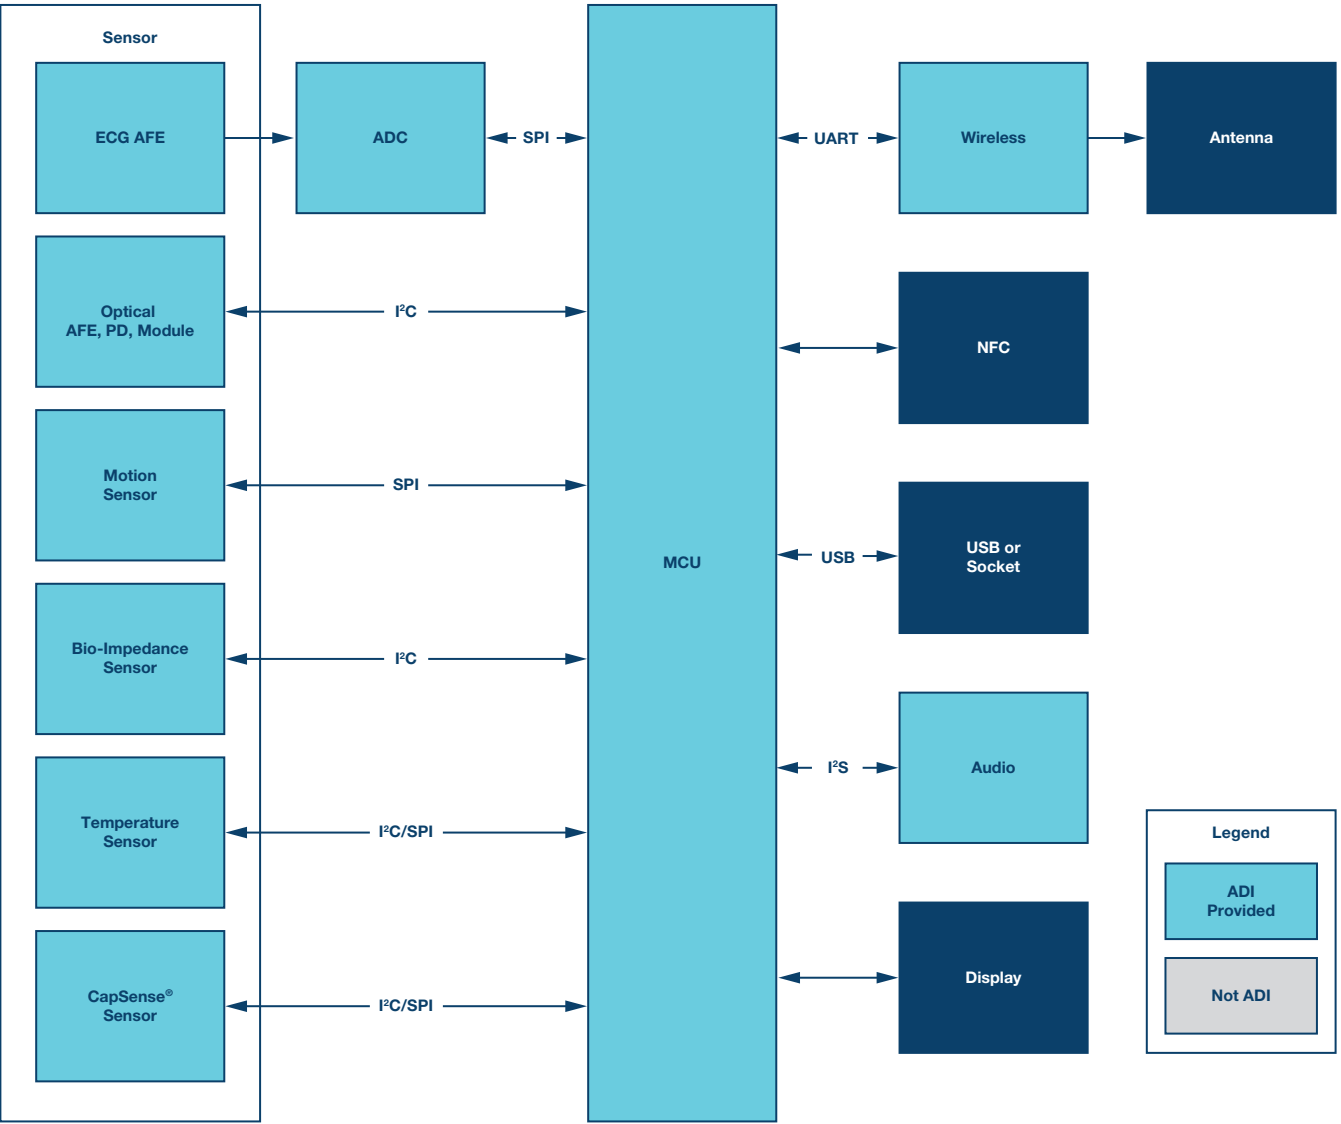 Sensor
ECG AFE
ADC
SPI
UART
Wireless
Antenna
Optical
AFE, PD, Module
I²C
NFC
Motion
Sensor
SPI
MCU
USB
USB or
Socket
Bio-Impedance
Sensor
I²C
I²S
Audio
Temperature
Sensor
I²C/SPI
Legend
ADI
Provided
Not ADI
CapSense®
Sensor
I²C/SPI
Display